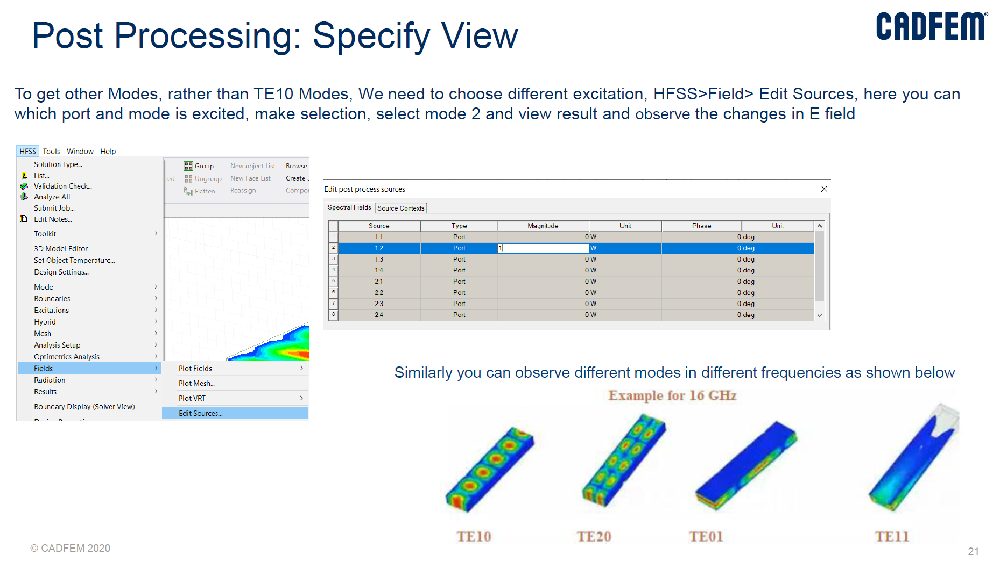 Post Processing: Specify View
CADFEM®
To get other Modes, rather than TE10 Modes, We need to choose different excitation, HFSS>Field> Edit Sources, here you can
which port and mode is excited, make selection, select mode 2 and view result and observe the changes in E field
HFSS Tools Window Help
Solution Type...
List...
Validation Check...
Analyze All
Submit Job...
Edit Notes...
Toolkit
3D Model Editor
Set Object Temperature...
Design Settings...
Model
Boundaries
Excitations
Hybrid
Mesh
Analysis Setup
Optimetrics Analysis
Fields
Radiation
Results
Boundary Display (Solver View)
Group New object List Browse
Ungroup New Face List Create 3
Flatten Reassign
Plot Fields
Plot Mesh...
Plot VRT
Edit Sources...
Edit post process sources
Spectral Fields Source Contexts
Source Type Magnitude Unit Phase Unit
1 1:1 Port 0 W 0 deg
2 1:2 Port 1 W 0 deg
3 1:3 Port 0 W 0 deg
4 1:4 Port 0 W 0 deg
5 2:1 Port 0 W 0 deg
6 2:2 Port 0 W 0 deg
7 2:3 Port 0 W 0 deg
8 2:4 Port 0 W 0 deg
Similarly you can observe different modes in different frequencies as shown below
Example for 16 GHz
TE10 TE20 TE01 TE11
© CADFEM 2020
21